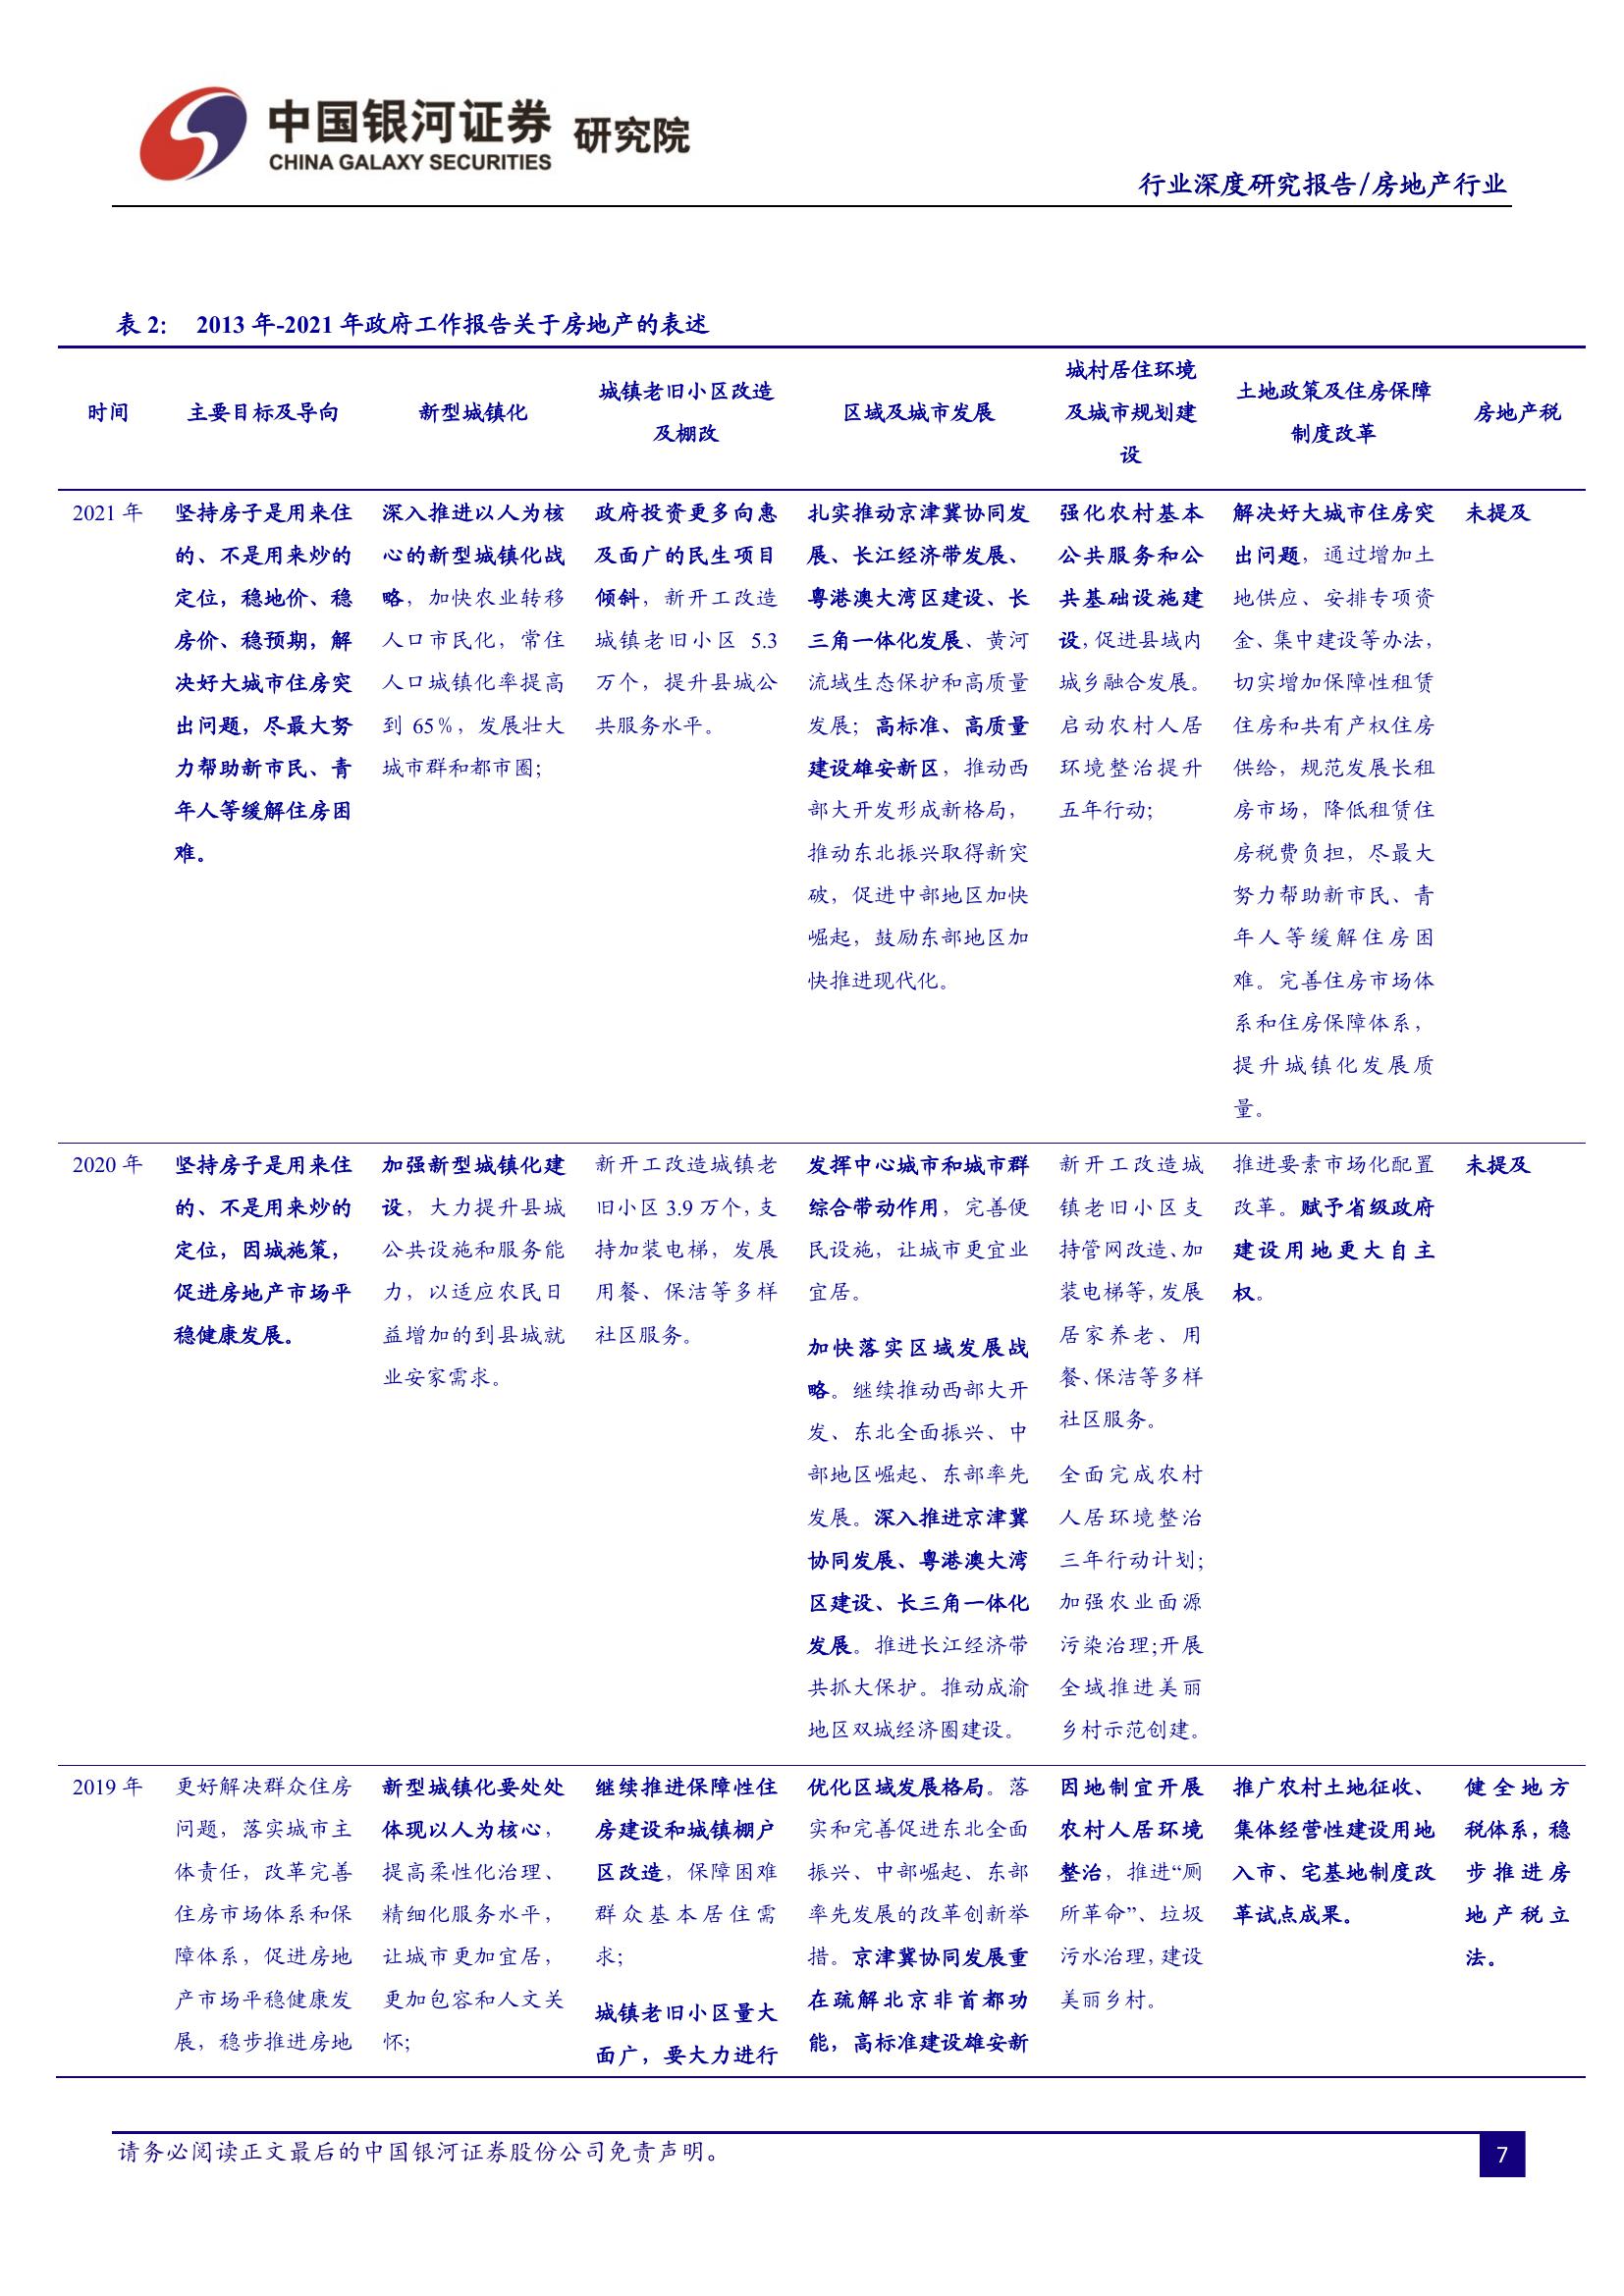 中国银河证券 研究院
CHINA GALAXY SECURITIES
行业深度研究报告/房地产行业
表 2： 2013 年-2021 年政府工作报告关于房地产的表述
时间
主要目标及导向
新型城镇化
城镇老旧小区改造
及棚改
区域及城市发展
城村居住环境
及城市规划建
设
土地政策及住房保障
制度改革
房地产税
2021 年
坚持房子是用来住
的、不是用来炒的
定位，稳地价、稳
房价、稳预期，解
决好大城市住房突
出问题，尽最大努
力帮助新市民、青
年人等缓解住房困
难。
深入推进以人为核
心的新型城镇化战
略，加快农业转移
人口市民化，常住
人口城镇化率提高
到 65%，发展壮大
城市群和都市圈；
政府投资更多向惠
及面广的民生项目
倾斜，新开工改造
城镇老旧小区 5.3
万个，提升县城公
共服务水平。
扎实推动京津冀协同发
展、长江经济带发展、
粤港澳大湾区建设、长
三角一体化发展、黄河
流域生态保护和高质量
发展；高标准、高质量
建设雄安新区，推动西
部大开发形成新格局，
推动东北振兴取得新突
破，促进中部地区加快
崛起，鼓励东部地区加
快推进现代化。
强化农村基本
公共服务和公
共基础设施建
设，促进县域内
城乡融合发展。
启动农村人居
环境整治提升
五年行动；
解决好大城市住房突
出问题，通过增加土
地供应、安排专项资
金、集中建设等办法，
切实增加保障性租赁
住房和共有产权住房
供给，规范发展长租
房市场，降低租赁住
房税费负担，尽最大
努力帮助新市民、青
年人等缓解住房困
难。完善住房市场体
系和住房保障体系，
提升城镇化发展质
量。
未提及
2020 年
坚持房子是用来住
的、不是用来炒的
定位，因城施策，
促进房地产市场平
稳健康发展。
加强新型城镇化建
设，大力提升县城
公共设施和服务能
力，以适应农民日
益增加的到县城就
业安家需求。
新开工改造城镇老
旧小区 3.9 万个，支
持加装电梯，发展
用餐、保洁等多样
社区服务。
发挥中心城市和城市群
综合带动作用，完善便
民设施，让城市更宜业
宜居。
加快落实区域发展战
略。继续推动西部大开
发、东北全面振兴、中
部地区崛起、东部率先
发展。深入推进京津冀
协同发展、粤港澳大湾
区建设、长三角一体化
发展。推进长江经济带
共抓大保护。推动成渝
地区双城经济圈建设。
新开工改造城
镇老旧小区支
持管网改造、加
装电梯等，发展
居家养老、用
餐、保洁等多样
社区服务。
全面完成农村
人居环境整治
三年行动计划；
加强农业面源
污染治理;开展
全域推进美丽
乡村示范创建。
推进要素市场化配置
改革。赋予省级政府
建设用地更大自主
权。
未提及
2019 年
更好解决群众住房
问题，落实城市主
体责任，改革完善
住房市场体系和保
障体系，促进房地
产市场平稳健康发
展，稳步推进房地
新型城镇化要处处
体现以人为核心，
提高柔性化治理、
精细化服务水平，
让城市更加宜居，
更加包容和人文关
怀；
继续推进保障性住
房建设和城镇棚户
区改造，保障困难
群众基本居住需
求；
城镇老旧小区量大
面广，要大力进行
优化区域发展格局。落
实和完善促进东北全面
振兴、中部崛起、东部
率先发展的改革创新举
措。京津冀协同发展重
在疏解北京非首都功
能，高标准建设雄安新
因地制宜开展
农村人居环境
整治，推进“厕
所革命”、垃圾
污水治理，建设
美丽乡村。
推广农村土地征收、
集体经营性建设用地
入市、宅基地制度改
革试点成果。
健全地方
税体系，稳
步推进房
地产税立
法。
请务必阅读正文最后的中国银河证券股份公司免责声明。
7